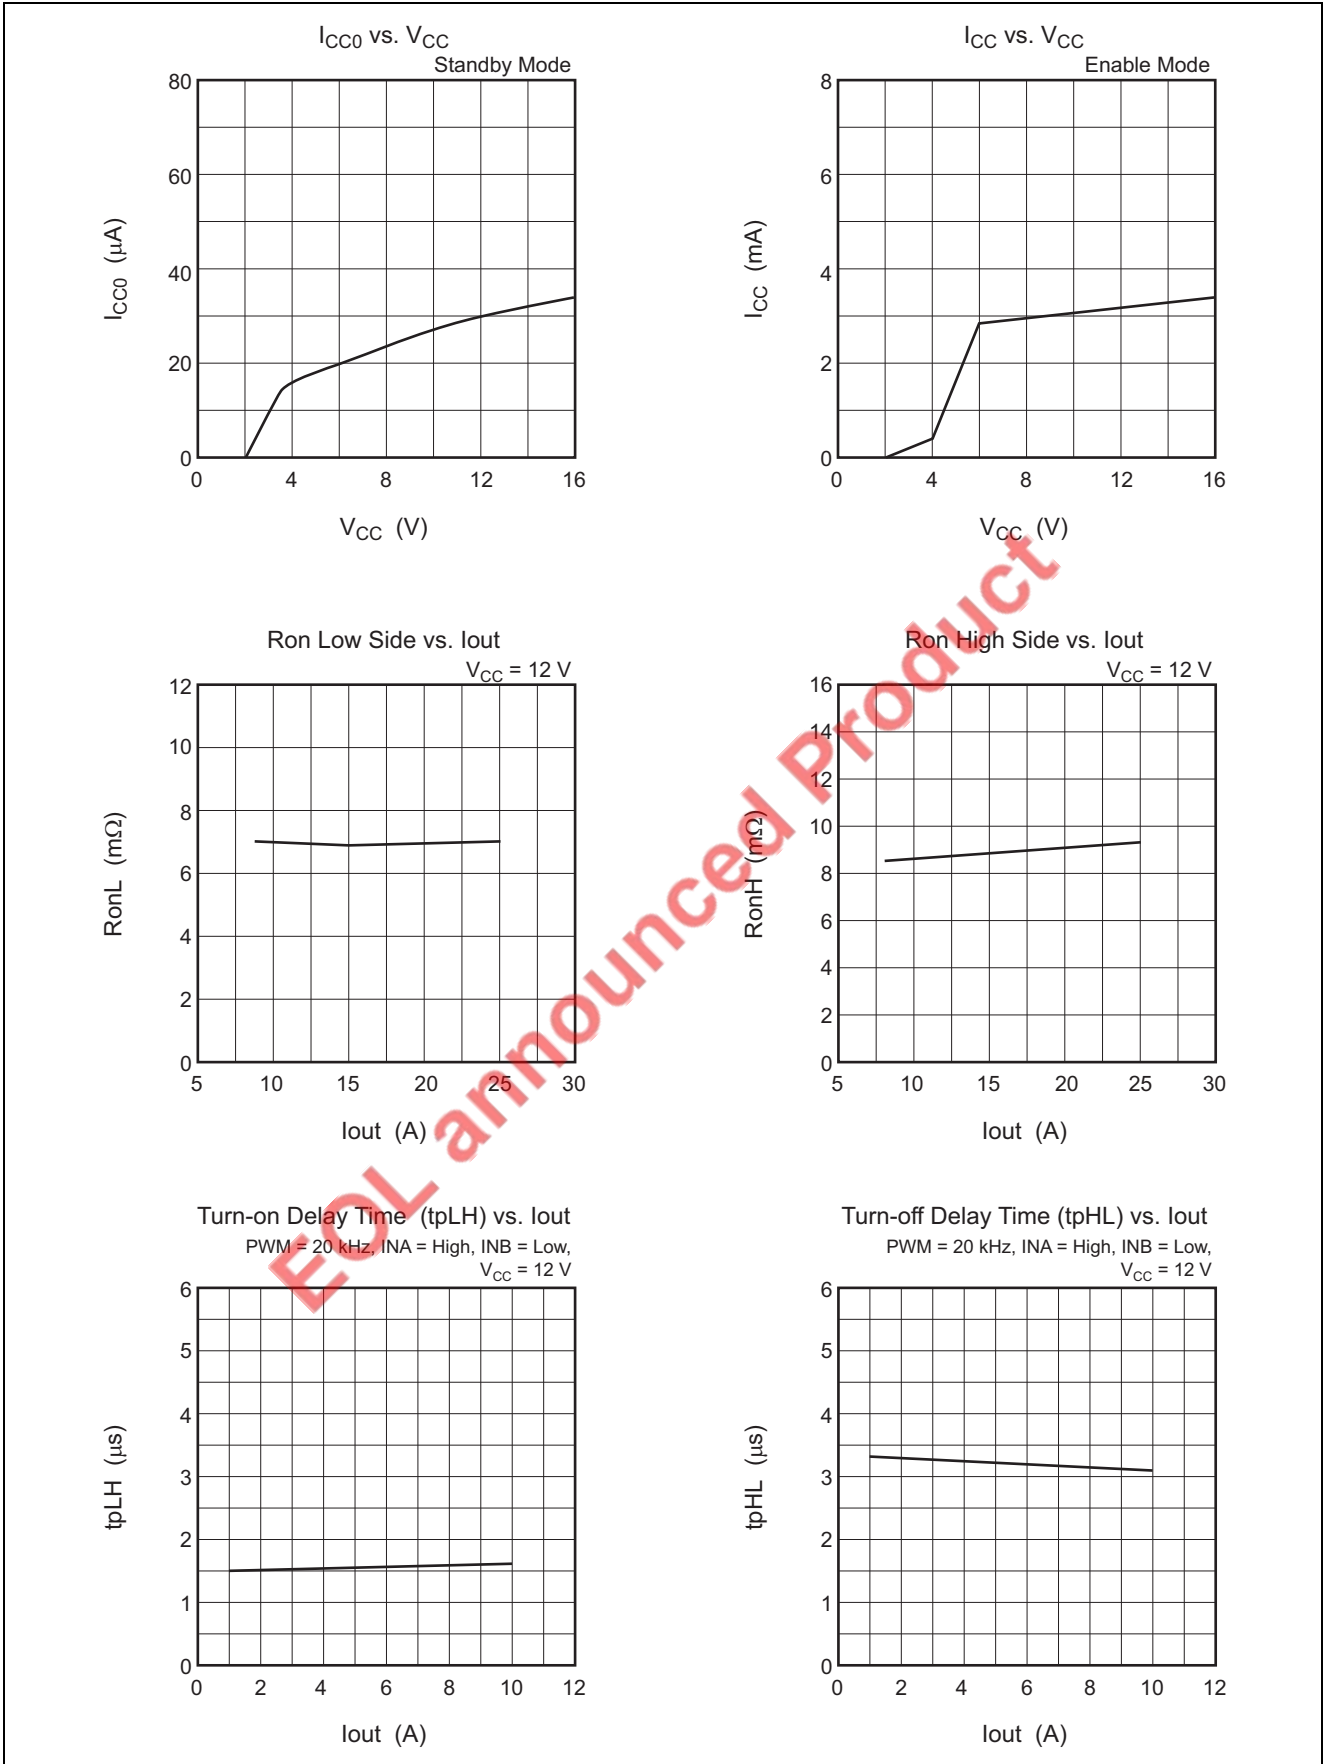 ICC0 vs. VCC
Standby Mode
80
60
40
20
0
ICC0 (μA)
0 4 8 12 16
VCC (V)
ICC vs. VCC
Enable Mode
8
6
4
2
0
ICC (mA)
0 4 8 12 16
VCC (V)
Ron Low Side vs. Iout
VCC = 12 V
12
10
8
6
4
2
0
RonL (mΩ)
5 10 15 20 25 30
Iout (A)
Ron High Side vs. Iout
VCC = 12 V
16
14
12
10
8
6
4
2
0
RonH (mΩ)
5 10 15 20 25 30
Iout (A)
Turn-on Delay Time (tpLH) vs. Iout
PWM = 20 kHz, INA = High, INB = Low,
VCC = 12 V
6
5
4
3
2
1
0
tpLH (μs)
0 2 4 6 8 10 12
Iout (A)
Turn-off Delay Time (tpHL) vs. Iout
PWM = 20 kHz, INA = High, INB = Low,
VCC = 12 V
6
5
4
3
2
1
0
tpHL (μs)
0 2 4 6 8 10 12
Iout (A)
EOL announced Product